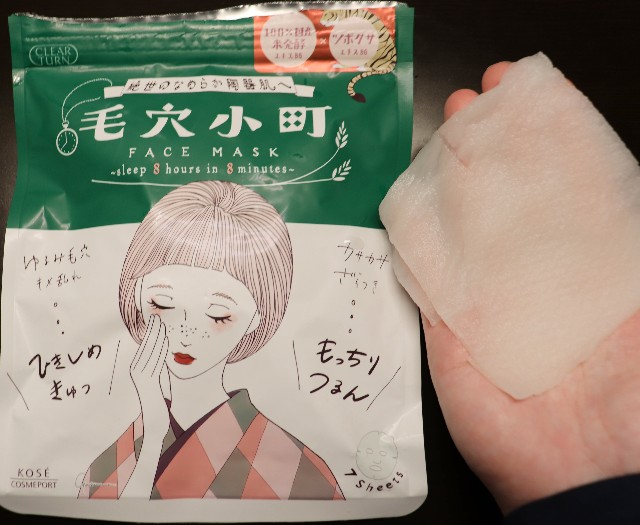 CLEAR
TURN
100%国産
米発酵
エキス配合
×
ツボクサ
エキス配合
絶世のなめらか陶器肌へ
毛穴小町
FACE MASK
~sleep 8 hours in 8 minutes~
ゆるみ毛穴
キメ乱れ
ひきしめ
きゅっ
カサカサ
ざらつき
もっちり
つるん
KOSÉ
COSMEPORT
7 Sheets